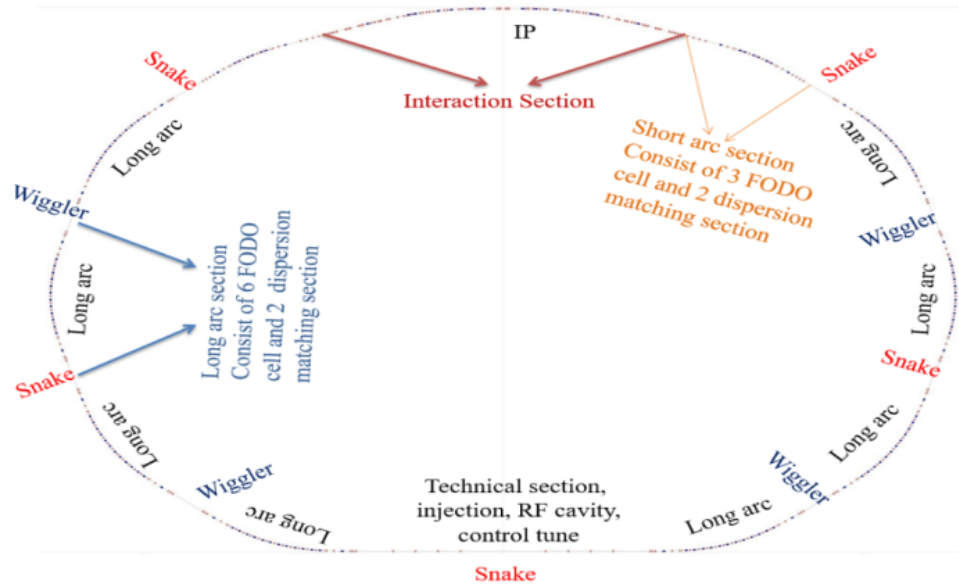 IP
Snake
Snake
Interaction Section
Long arc
Long arc
Short arc section
Consist of 3 FODO
cell and 2 dispersion
matching section
Wiggler
Wiggler
Long arc section
Consist of 6 FODO
cell and 2 dispersion
matching section
Long arc
Long arc
Snake
Snake
Long arc
Long arc
Wiggler
Wiggler
Technical section,
injection, RF cavity,
control tune
Long arc
Long arc
Snake